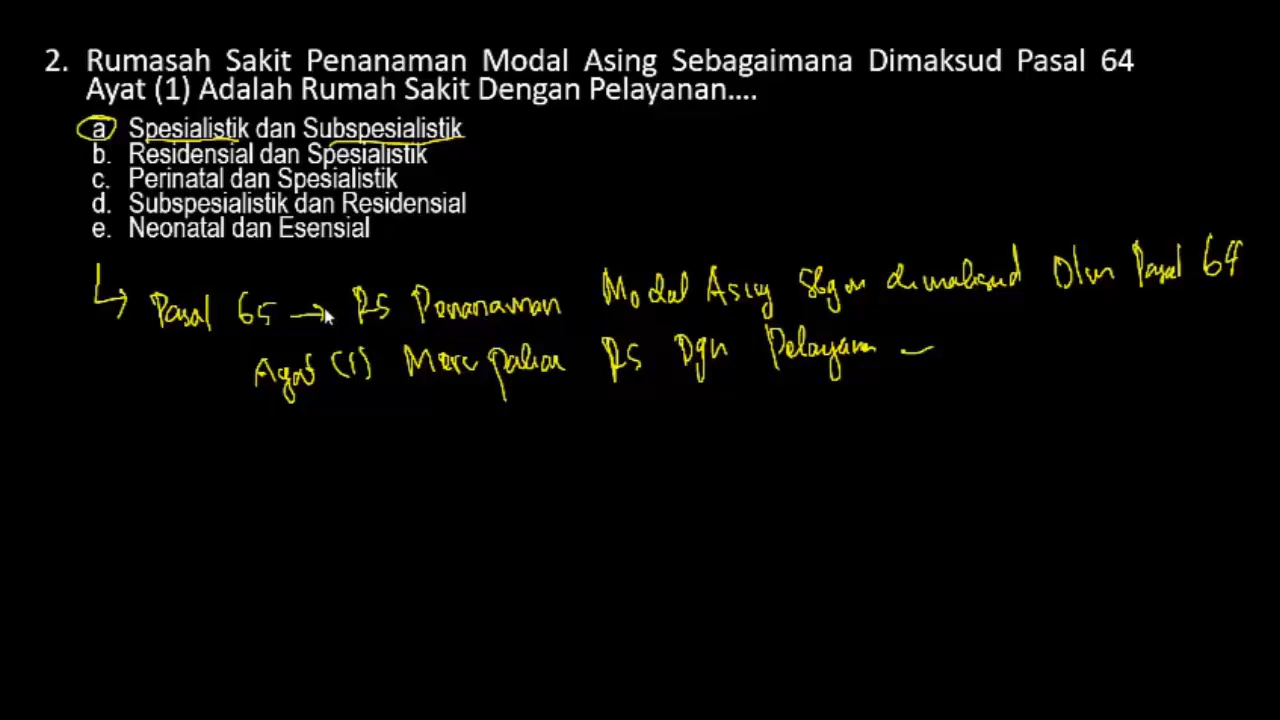 2. Rumasah Sakit Penanaman Modal Asing Sebagaimana Dimaksud Pasal 64
Ayat (1) Adalah Rumah Sakit Dengan Pelayanan....
a Spesialistik dan Subspesialistik
b. Residensial dan Spesialistik
c. Perinatal dan Spesialistik
d. Subspesialistik dan Residensial
e. Neonatal dan Esensial
↳ Pasal 65 → RS Penanaman Modal Asing Sbgan dimaksud Dlm Pasal 64
Ayat (1) Merupakan RS Dgn Pelayanan